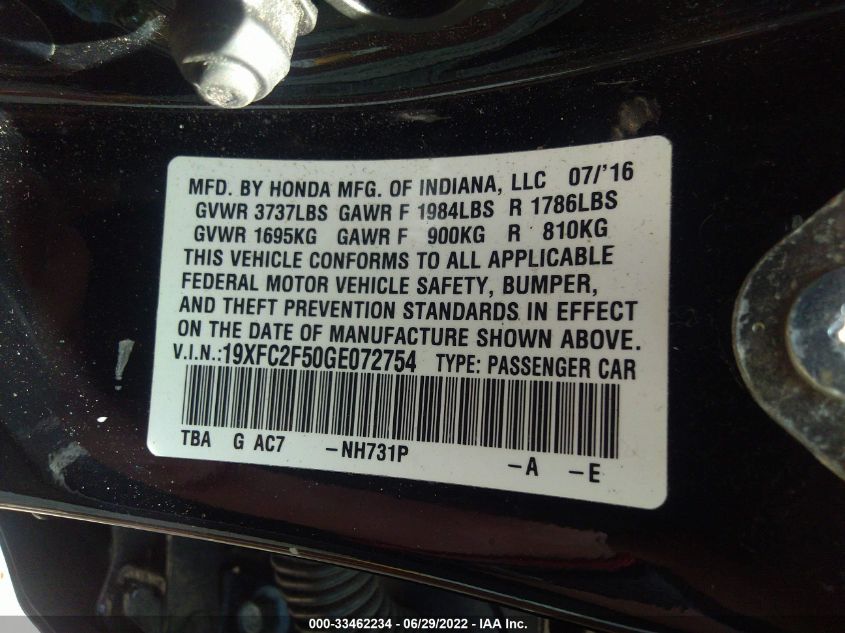 MFD. BY HONDA MFG. OF INDIANA, LLC 07/'16
GVWR 3737LBS GAWR F 1984LBS R 1786LBS
GVWR 1695KG GAWR F 900KG R 810KG
THIS VEHICLE CONFORMS TO ALL APPLICABLE
FEDERAL MOTOR VEHICLE SAFETY, BUMPER,
AND THEFT PREVENTION STANDARDS IN EFFECT
ON THE DATE OF MANUFACTURE SHOWN ABOVE.
V.I.N.:19XFC2F50GE072754 TYPE: PASSENGER CAR
TBA G AC7 -NH731P -A -E
000-33462234 - 06/29/2022 - IAA Inc.